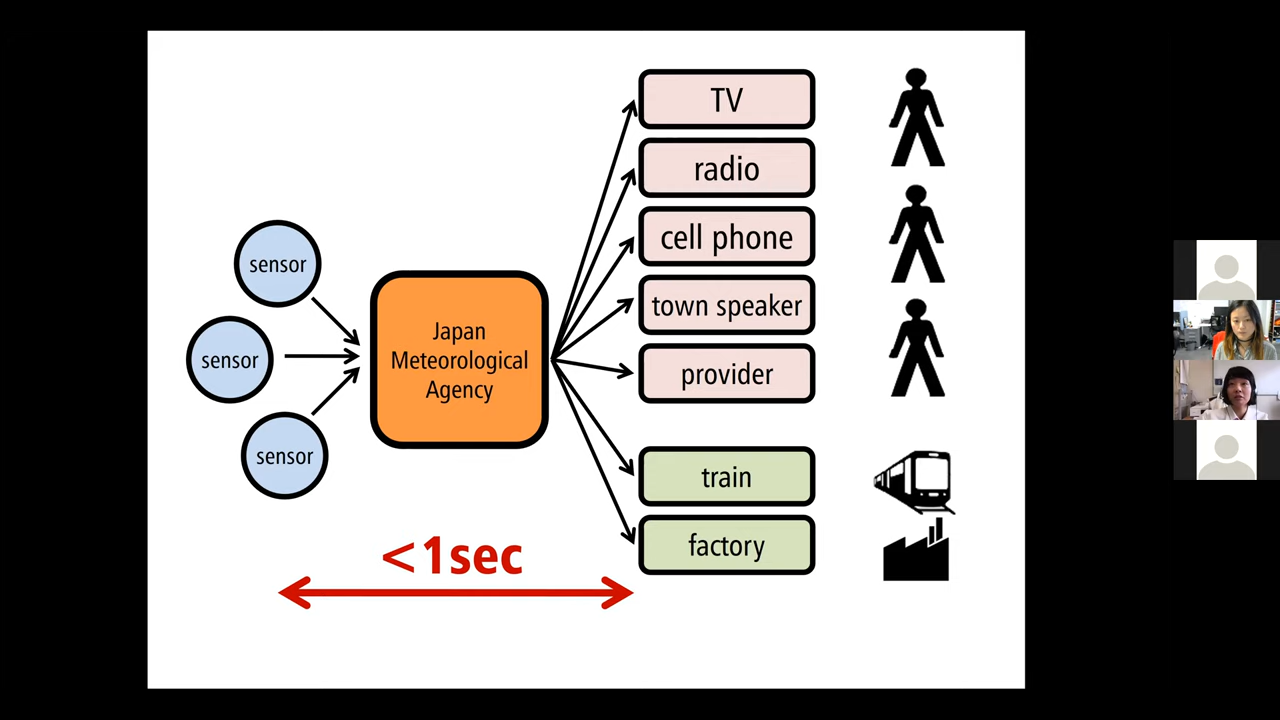 TV
radio
cell phone
town speaker
provider
train
factory
sensor
sensor
sensor
Japan
Meteorological
Agency
<1sec